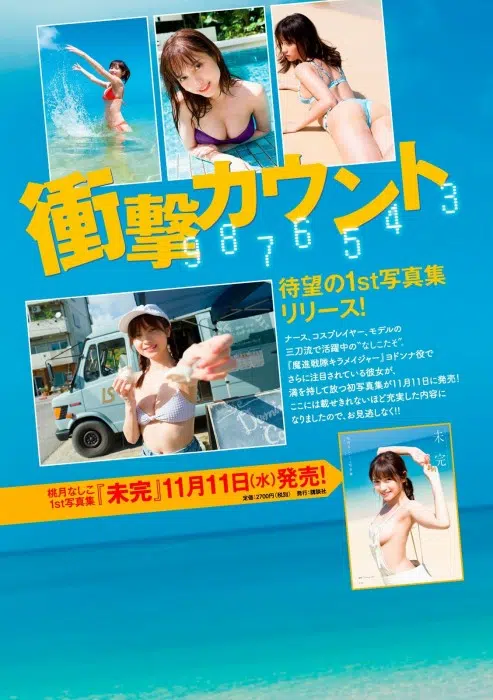 衝撃カウント
9 8 7 6 5 4 3
待望の1st写真集
リリース!
ナース、コスプレイヤー、モデルの
三刀流で活躍中の“なしこたそ”。
『魔進戦隊キラメイジャー』ヨドンナ役で
さらに注目されている彼女が、
満を持して放つ初写真集が11月11日に発売!
ここには載せきれないほど充実した内容に
なりましたので、お見逃しなく!!
桃月なしこ
1st写真集『未完』11月11日(水)発売!
定価:2700円(税別) 発行:講談社
未完